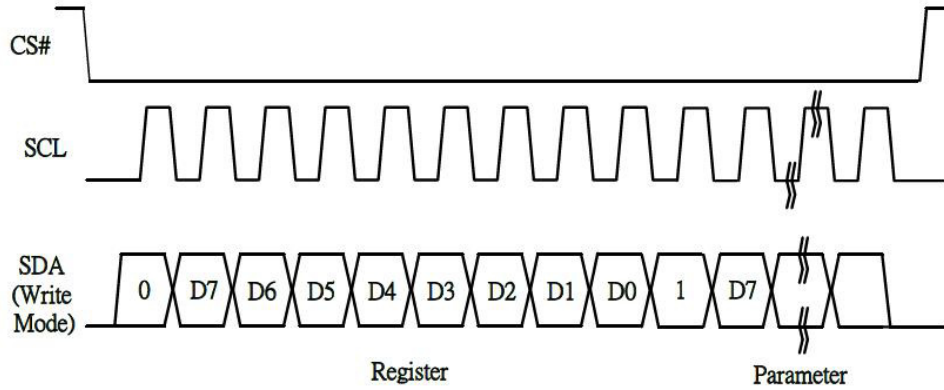 CS#
SCL
SDA
(Write
Mode)
0 D7 D6 D5 D4 D3 D2 D1 D0 1 D7
Register Parameter